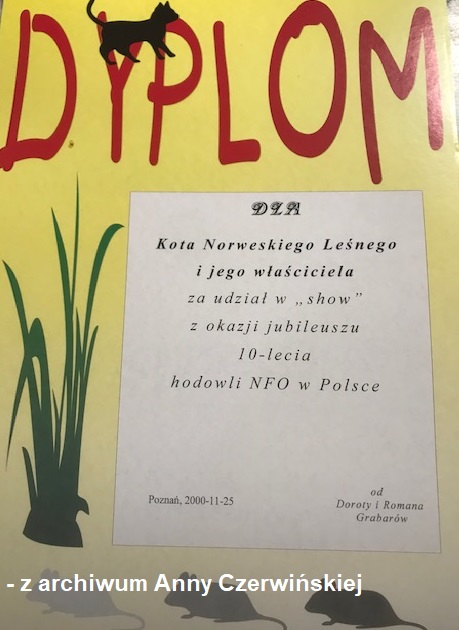 DYPLOM
DLA
Kota Norweskiego Leśnego
i jego właściciela
za udział w „show”
z okazji jubileuszu
10-lecia
hodowli NFO w Polsce
Poznań, 2000-11-25
od
Doroty i Romana
Grabarów
- z archiwum Anny Czerwińskiej